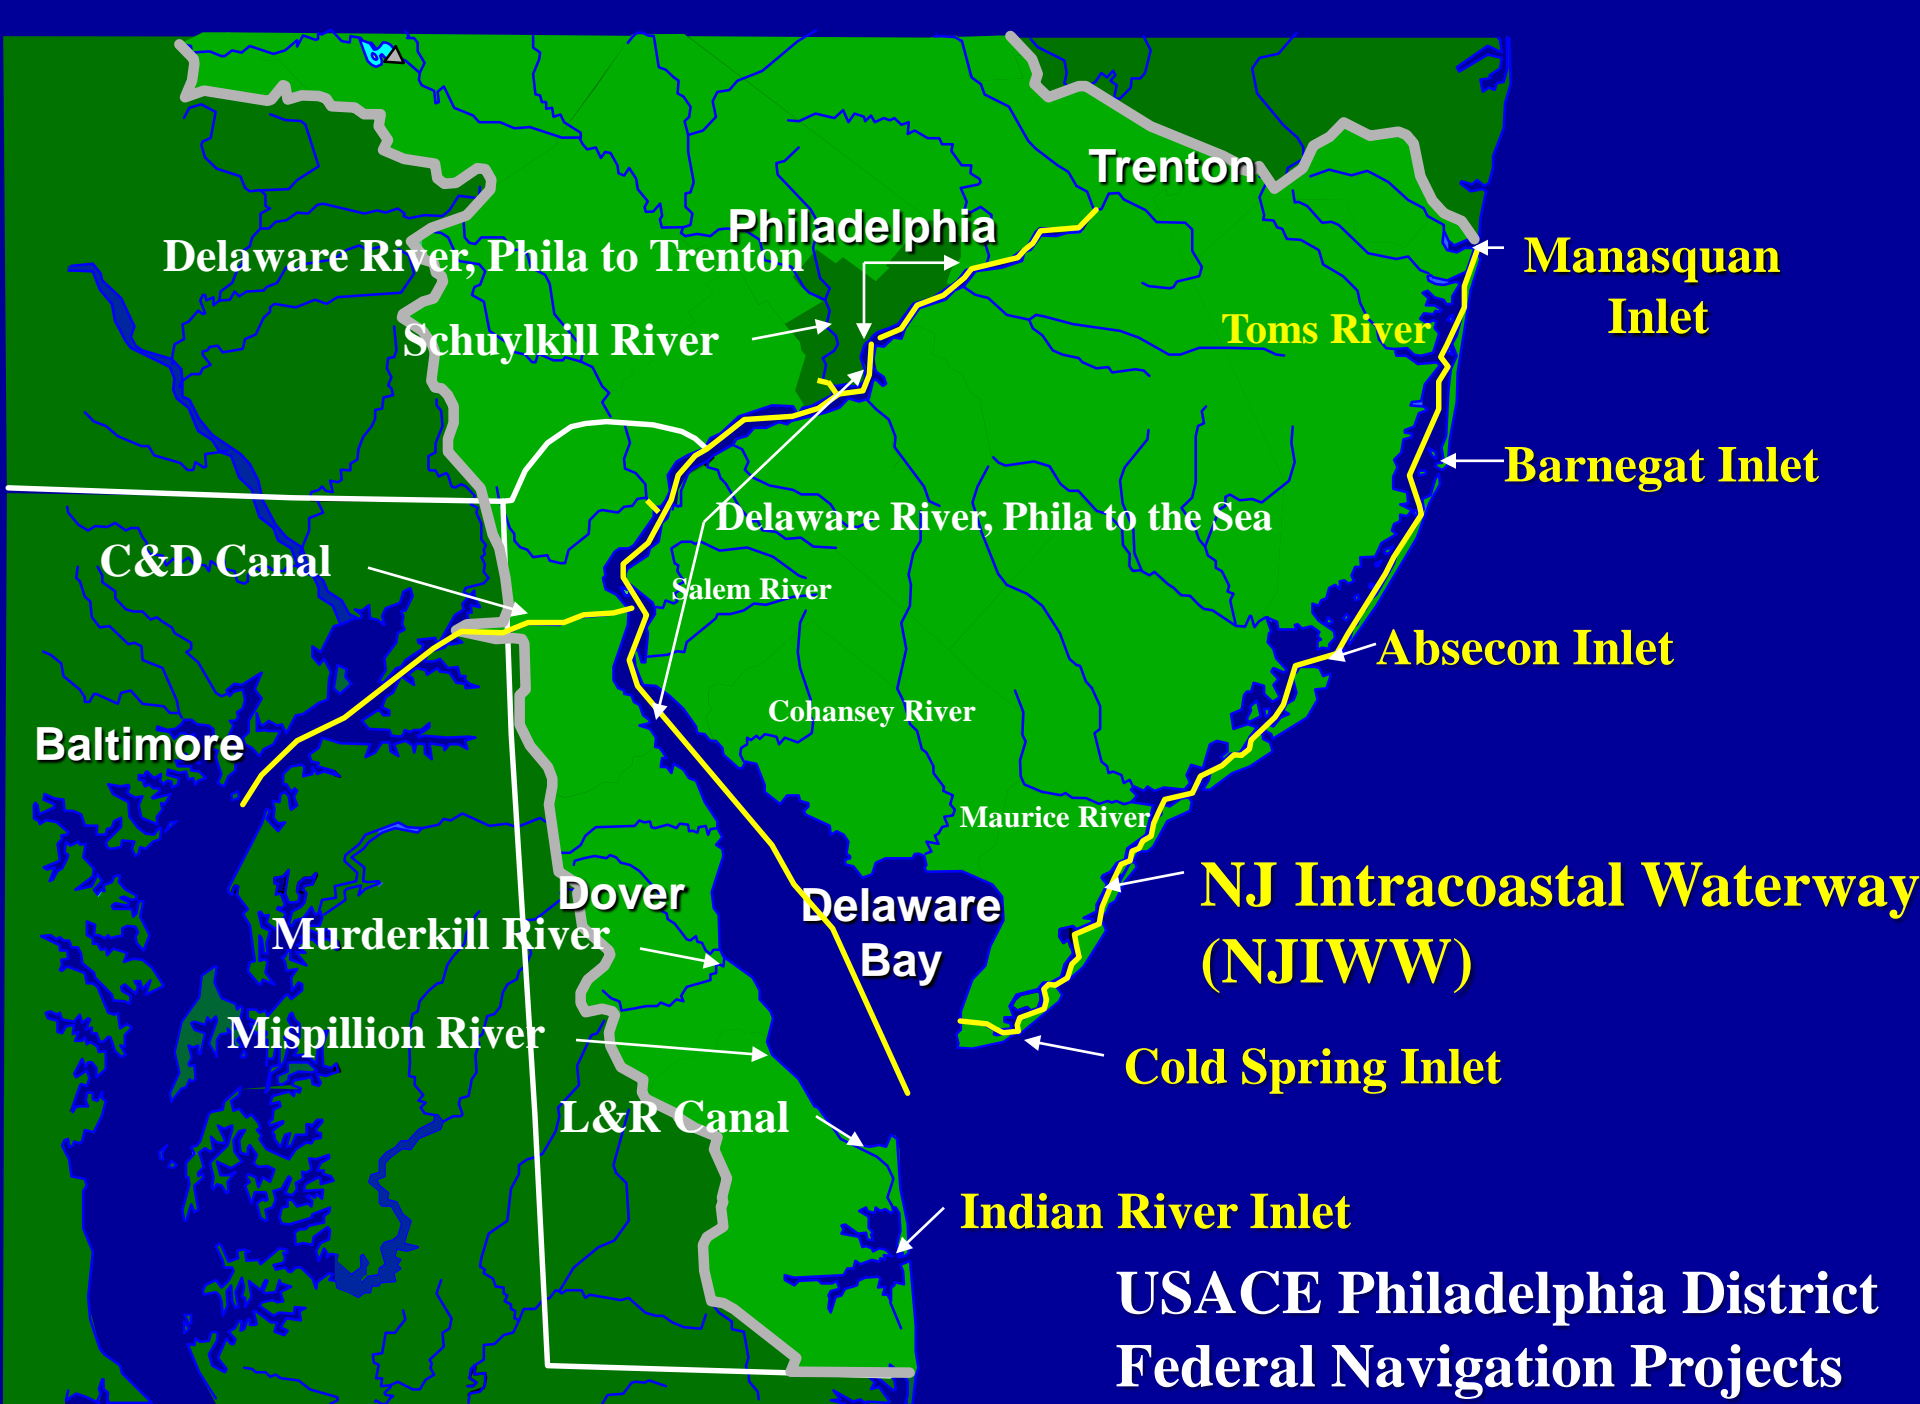 Trenton
Philadelphia
Delaware River, Phila to Trenton
Manasquan
Inlet
Schuylkill River
Toms River
Barnegat Inlet
Delaware River, Phila to the Sea
C&D Canal
Salem River
Absecon Inlet
Cohansey River
Baltimore
Maurice River
Dover
NJ Intracoastal Waterway
(NJIWW)
Delaware
Bay
Murderkill River
Mispillion River
Cold Spring Inlet
L&R Canal
Indian River Inlet
USACE Philadelphia District
Federal Navigation Projects